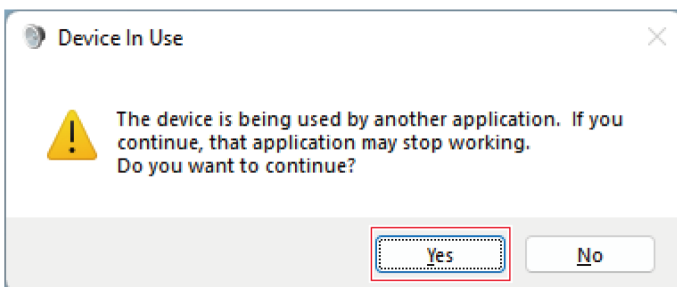 Device In Use
The device is being used by another application.  If you
continue, that application may stop working.
Do you want to continue?
Yes
No